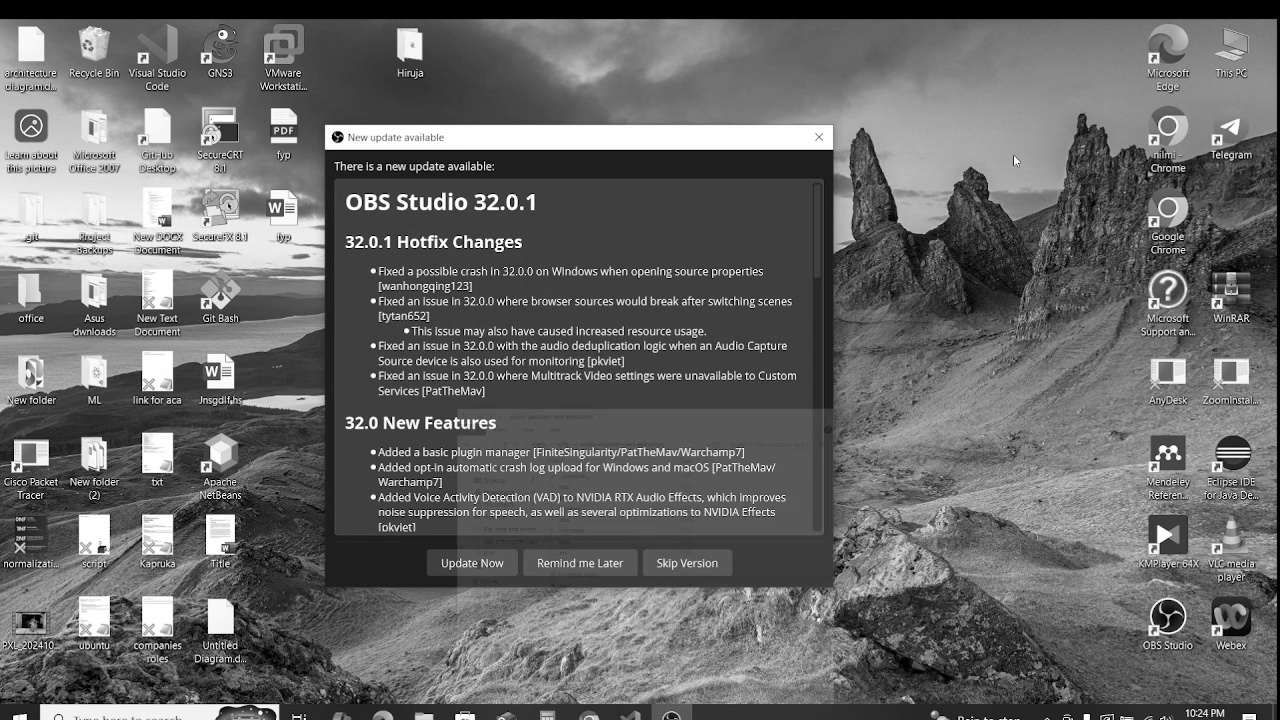 architecture
diagram.d...
Recycle Bin
Visual Studio
Code
GNS3
VMware
Workstati...
Hiruja
Microsoft
Edge
This PC
Learn about
this picture
Microsoft
Office 2007
GitHub
Desktop
SecureCRT
8.1
PDF
fyp
nilmi -
Chrome
Telegram
.git
Project
Backups
New DOCX
Document
SecureFX 8.1
fyp
Google
Chrome
office
Asus
dwnloads
New Text
Document
Git Bash
Microsoft
Support an...
WinRAR
New folder
ML
link for aca
Jnsgdlf;hs
AnyDesk
ZoomInstal...
Cisco Packet
Tracer
New folder
(2)
txt
Apache
NetBeans
Mendeley
Referen...
Eclipse IDE
for Java De...
1NF
2NF
3NF
normalizati...
script
Kapruka
Title
KMPlayer 64X
VLC media
player
PXL_202410...
ubuntu
companies
roles
Untitled
Diagram.d...
OBS Studio
Webex
New update available
There is a new update available:
OBS Studio 32.0.1
32.0.1 Hotfix Changes
Fixed a possible crash in 32.0.0 on Windows when opening source properties
[wanhongqing123]
Fixed an issue in 32.0.0 where browser sources would break after switching scenes
[tytan652]
This issue may also have caused increased resource usage.
Fixed an issue in 32.0.0 with the audio deduplication logic when an Audio Capture
Source device is also used for monitoring [pkviet]
Fixed an issue in 32.0.0 where Multitrack Video settings were unavailable to Custom
Services [PatTheMav]
32.0 New Features
Added a basic plugin manager [FiniteSingularity/PatTheMav/Warchamp7]
Added opt-in automatic crash log upload for Windows and macOS [PatTheMav/
Warchamp7]
Added Voice Activity Detection (VAD) to NVIDIA RTX Audio Effects, which improves
noise suppression for speech, as well as several optimizations to NVIDIA Effects
[pkviet]
Update Now
Remind me Later
Skip Version
Type here to search
Rain to stop
10:24 PM